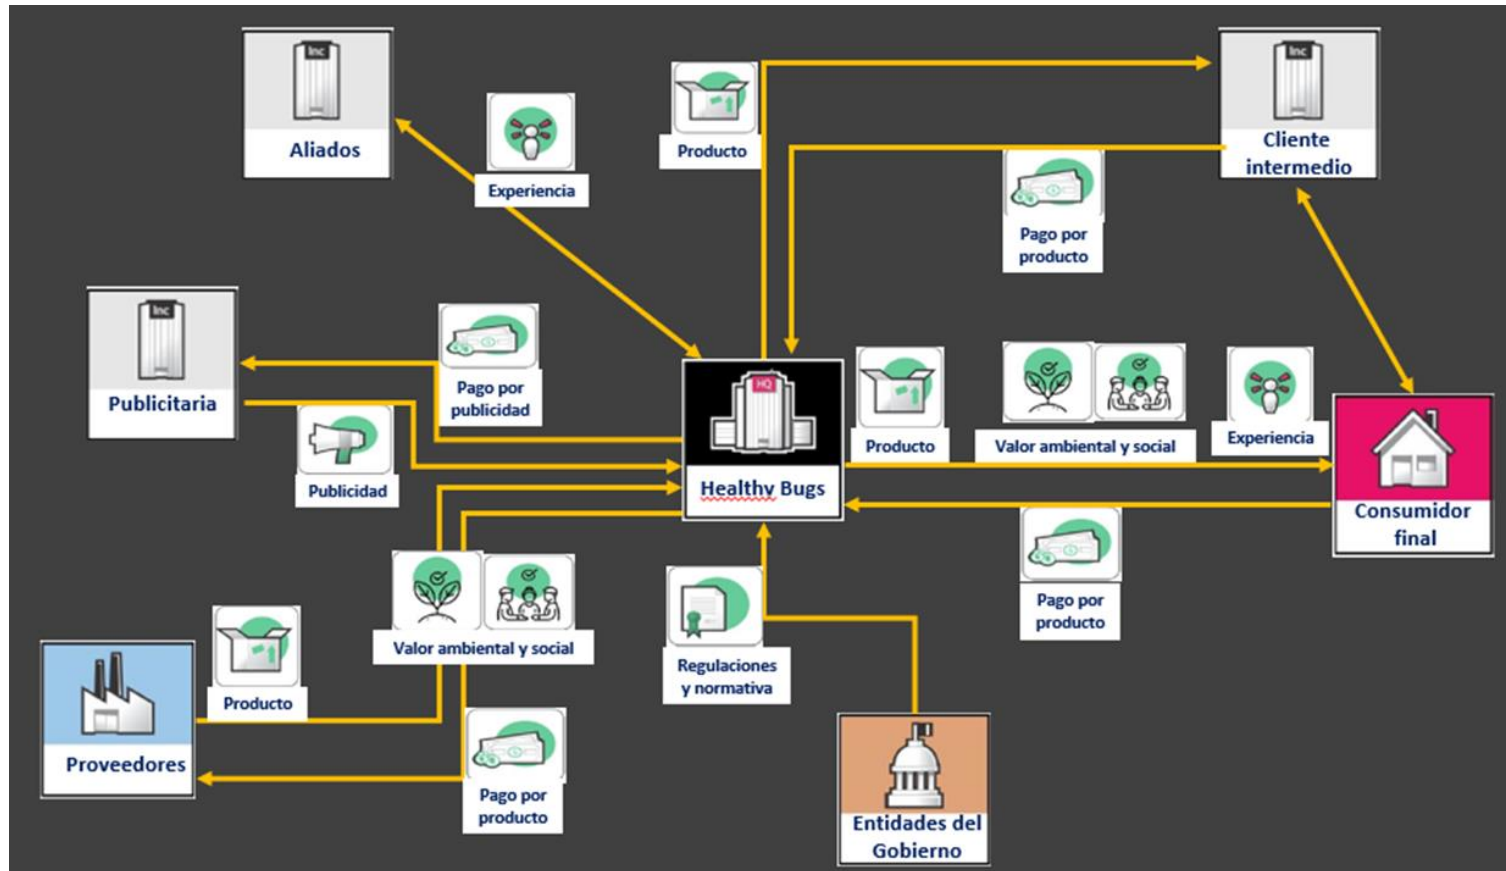 Inc
Aliados
Experiencia
Producto
Inc
Cliente
intermedio
Pago por
producto
Inc
Publicitaria
Pago por
publicidad
Publicidad
HQ
Healthy Bugs
Producto
Valor ambiental y social
Experiencia
Consumidor
final
Pago por
producto
Valor ambiental y social
Producto
Proveedores
Pago por
producto
Regulaciones
y normativa
Entidades del
Gobierno